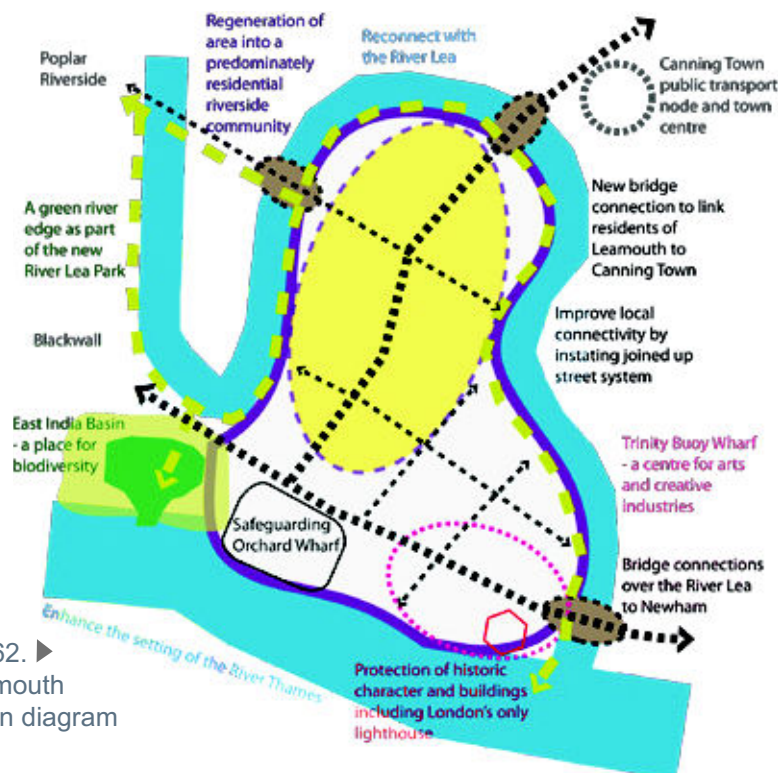 Poplar
Riverside
Regeneration of
area into a
predominately
residential
riverside
community
Reconnect with
the River Lea
Canning Town
public transport
node and town
centre
A green river
edge as part
of the new
River Lea Park
New bridge
connection to link
residents of
Leamouth to
Canning Town
Blackwall
Improve local
connectivity by
instating joined up
street system
East India Basin
- a place for
biodiversity
Trinity Buoy Wharf
- a centre for arts
and creative
industries
Safeguarding
Orchard Wharf
Bridge connections
over the River Lea
to Newham
Enhance the setting of the River Thames
Protection of historic
character and buildings
including London's only
lighthouse
62. ▶
mouth
n diagram